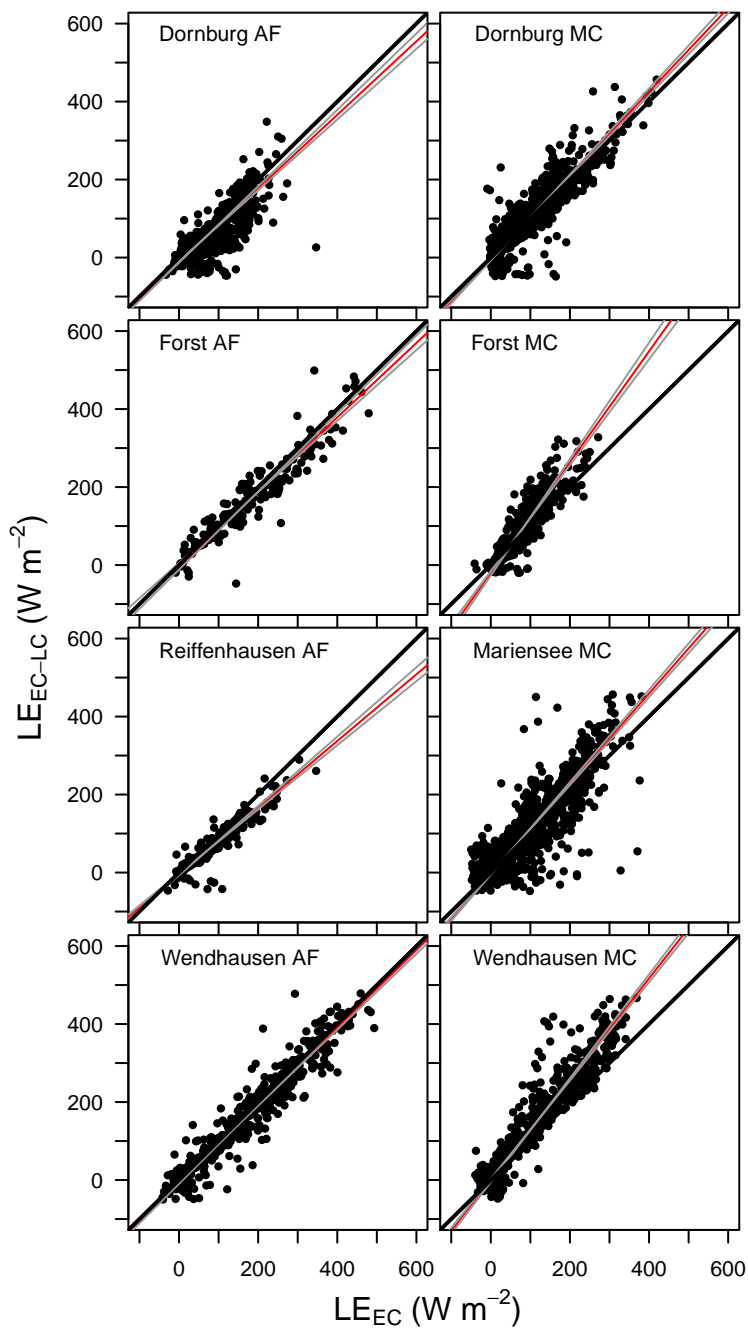 Dornburg AF
Dornburg MC
600
400
200
0
Forst AF
Forst MC
600
400
200
0
Reiffenhausen AF
Mariensee MC
600
400
200
0
Wendhausen AF
Wendhausen MC
600
400
200
0
0 200 400 600
0 200 400 600
LE_EC–LC (W m⁻²)
LE_EC (W m⁻²)